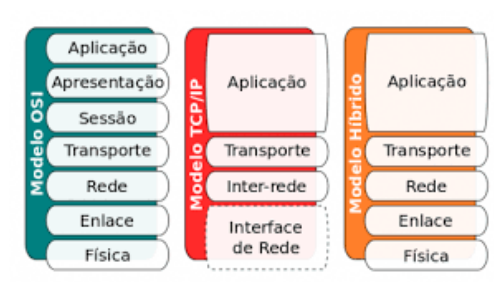 Modelo OSI
Aplicação
Apresentação
Sessão
Transporte
Rede
Enlace
Física
Modelo TCP/IP
Aplicação
Transporte
Inter-rede
Interface
de Rede
Modelo Híbrido
Aplicação
Transporte
Rede
Enlace
Física